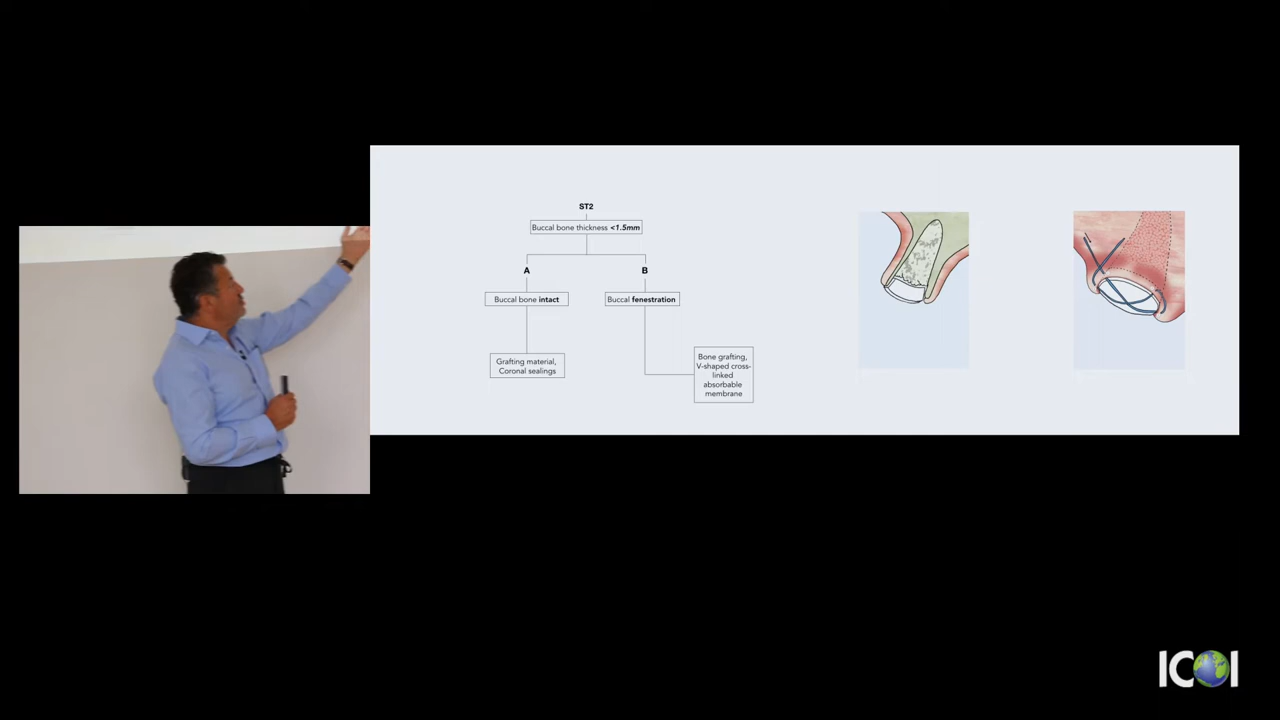 ST2
Buccal bone thickness <1.5mm
A
B
Buccal bone intact
Buccal fenestration
Grafting material,
Coronal sealings
Bone grafting,
V-shaped cross-
linked
absorbable
membrane
ICOI